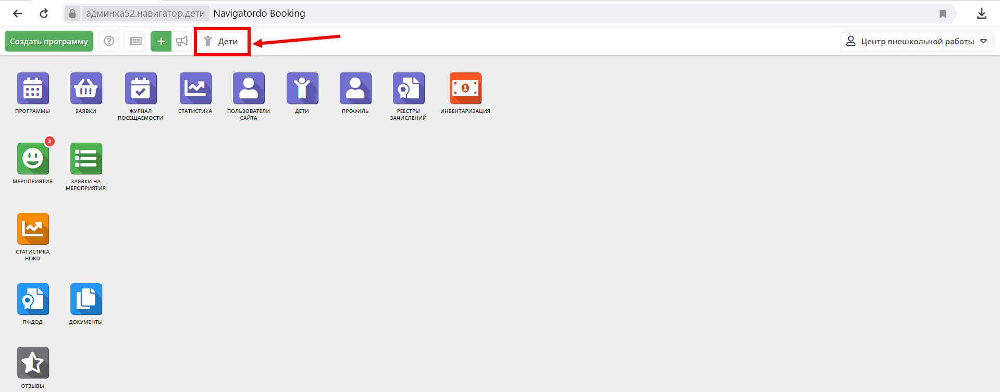 админка52.навигатор.дети Navigatordo Booking
Создать программу
Дети
Центр внешкольной работы
ПРОГРАММЫ
ЗАЯВКИ
ЖУРНАЛ
ПОСЕЩАЕМОСТИ
СТАТИСТИКА
ПОЛЬЗОВАТЕЛИ
САЙТА
ДЕТИ
ПРОФИЛЬ
РЕЕСТРЫ
ЗАЧИСЛЕНИЙ
1
ИНВЕНТАРИЗАЦИЯ
2
МЕРОПРИЯТИЯ
ЗАЯВКИ НА
МЕРОПРИЯТИЯ
СТАТИСТИКА
НОКО
ПФДОД
ДОКУМЕНТЫ
ОТЗЫВЫ